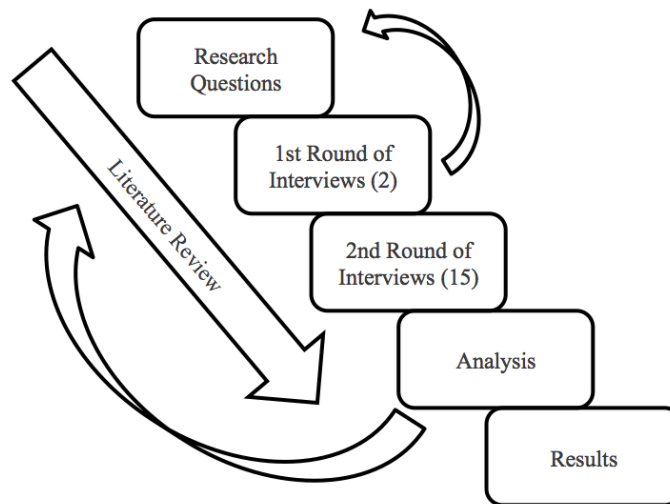 Research
Questions
1st Round of
Interviews (2)
Literature Review
2nd Round of
Interviews (15)
Analysis
Results